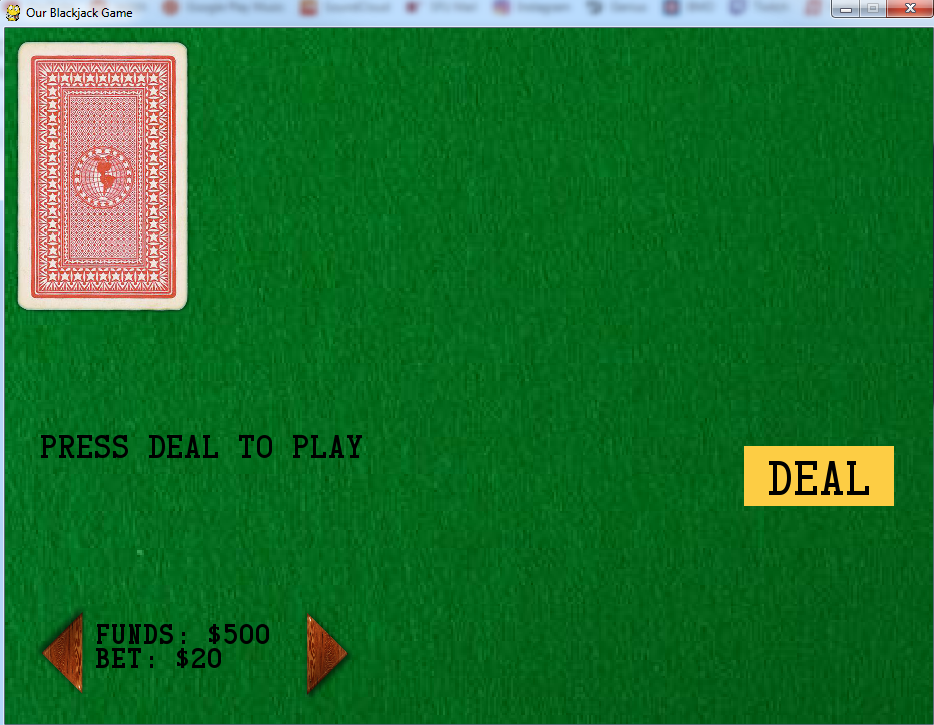 Our Blackjack Game
PRESS DEAL TO PLAY
DEAL
FUNDS: $500
BET: $20